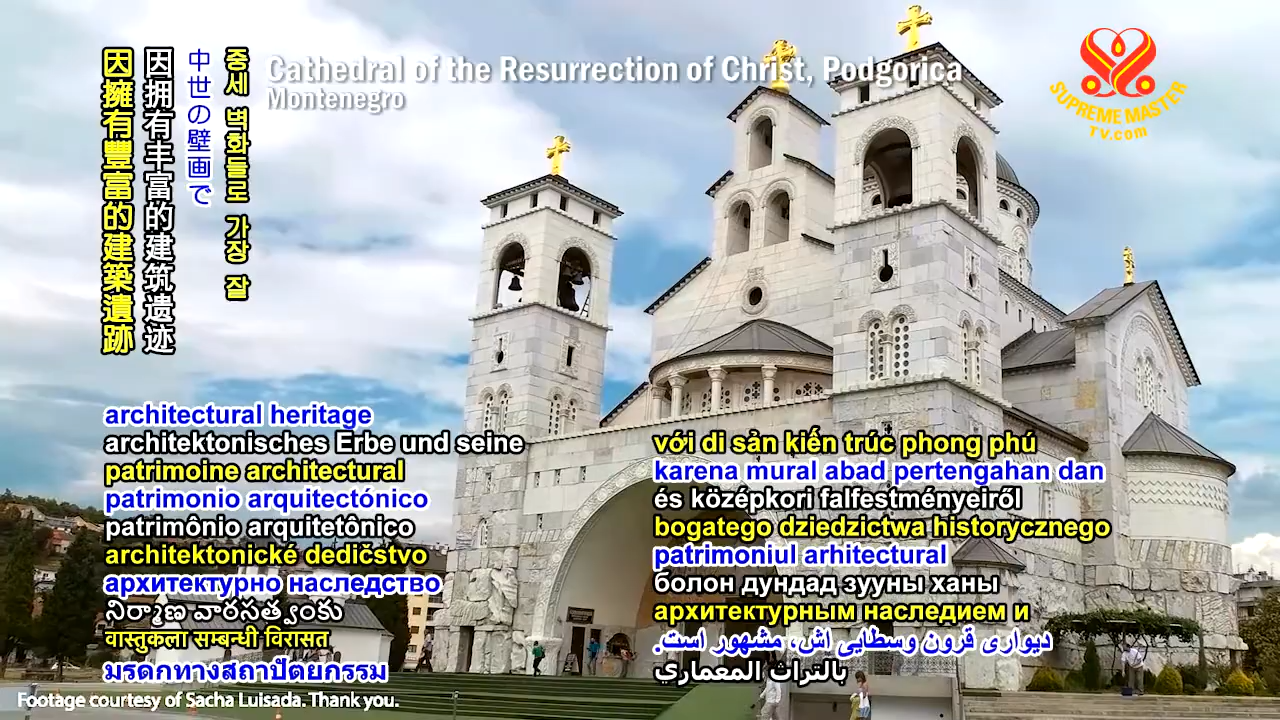 Cathedral of the Resurrection of Christ, Podgorica
Montenegro
SUPREME MASTER
TV.com
因擁有豐富的建築遺跡
因拥有丰富的建筑遗迹
中世の壁画で
중세 벽화들로 가장 잘
architectural heritage
architektonisches Erbe und seine
patrimoine architectural
patrimonio arquitectónico
patrimônio arquitetônico
architektonické dedičstvo
архитектурно наследство
నిర్మాణ వారసత్వంకు
वास्तुकला सम्बन्धी विरासत
มรดกทางสถาปัตยกรรม
với di sản kiến trúc phong phú
karena mural abad pertengahan dan
és középkori falfestményeiről
bogatego dziedzictwa historycznego
patrimoniul arhitectural
болон дундад зууны ханы
архитектурным наследием и
دیواری قرون وسطایی اش، مشهور است.
بالتراث المعماري
Footage courtesy of Sacha Luisada. Thank you.